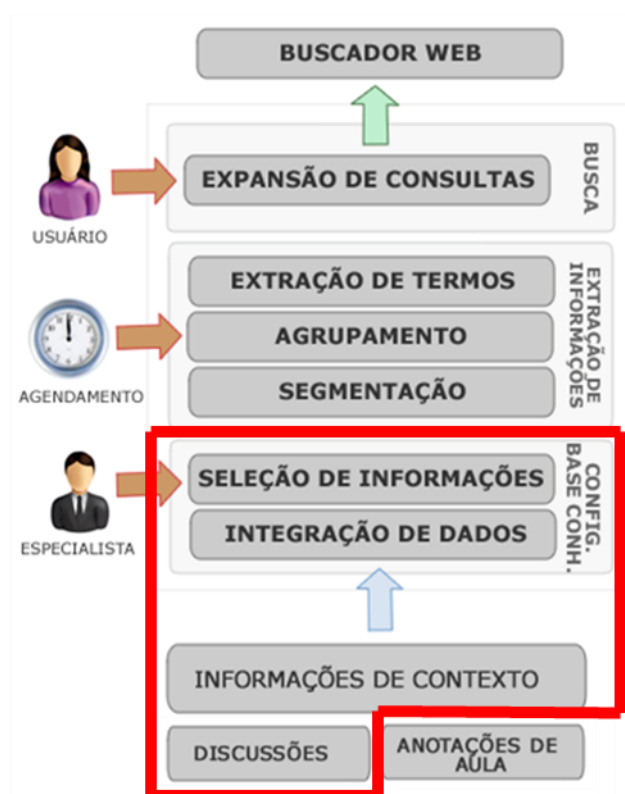 BUSCADOR WEB
EXPANSÃO DE CONSULTAS
BUSCA
USUÁRIO
EXTRAÇÃO DE TERMOS
AGRUPAMENTO
SEGMENTAÇÃO
EXTRAÇÃO DE
INFORMAÇÕES
AGENDAMENTO
SELEÇÃO DE INFORMAÇÕES
INTEGRAÇÃO DE DADOS
CONFIG.
BASE CONH.
ESPECIALISTA
INFORMAÇÕES DE CONTEXTO
DISCUSSÕES
ANOTAÇÕES DE
AULA